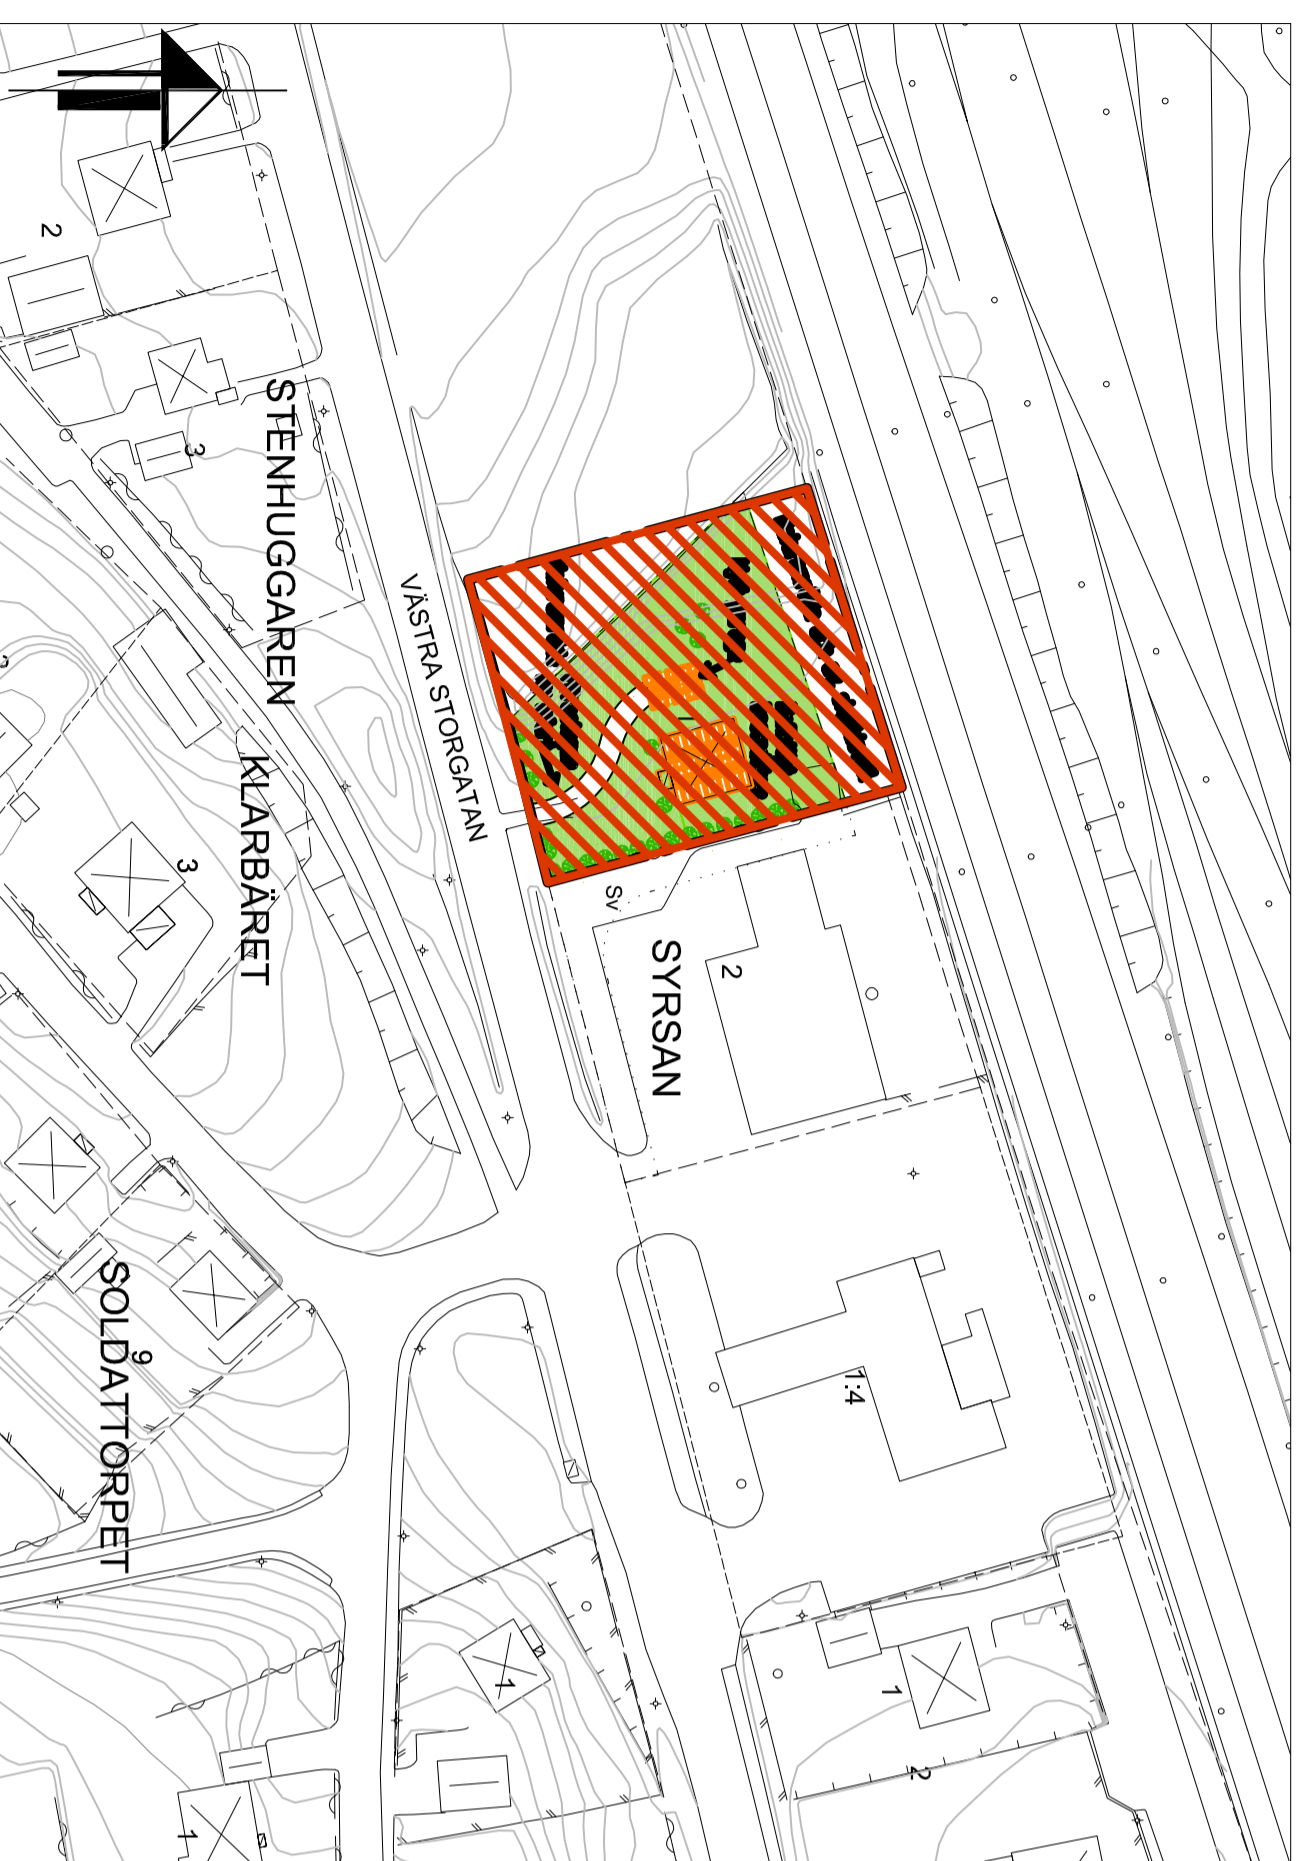 2
STENHUGGAREN
3
VÄSTRA STORGATAN
KLARBÄRET
3
Sv
SYRSAN
2
SOLDATTORPET
9
1:4
1
1
2
1